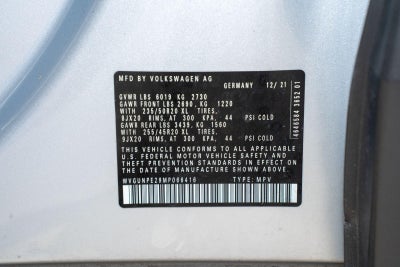 MFD BY VOLKSWAGEN AG
GERMANY 12/21
GVWR LBS 6019 KG 2730
GAWR FRONT LBS 2690, KG 1220
235/50R20 XL TIRES.
8JX20 RIMS, AT 300 KPA, 44 PSI COLD
GAWR REAR LBS 3439, KG 1560
255/45R20 XL TIRES.
9JX20 RIMS, AT 300 KPA, 44 PSI COLD
THIS VEHICLE CONFORMS TO ALL APPLICABLE
U.S. FEDERAL MOTOR VEHICLE SAFETY AND
THEFT PREVENTION STANDARDS IN EFFECT ON
THE DATE OF MANUFACTURE SHOWN ABOVE.
WVGUNPE28MP066416 TYPE: MPV